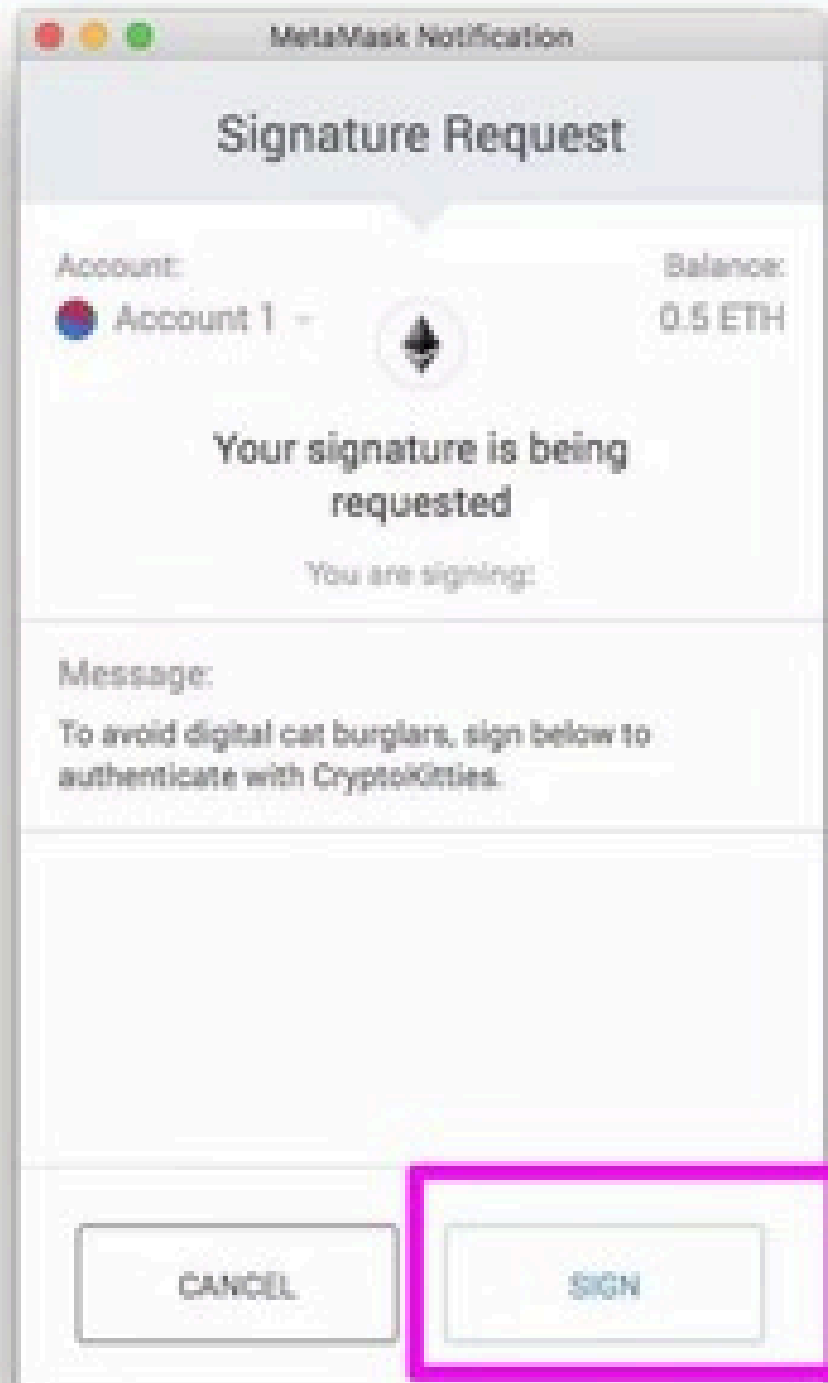 MetaMask Notification
Signature Request
Account:
Balance:
Account 1
0.5 ETH
Your signature is being
requested
You are signing:
Message:
To avoid digital cat burglars, sign below to
authenticate with CryptoKitties.
CANCEL
SIGN